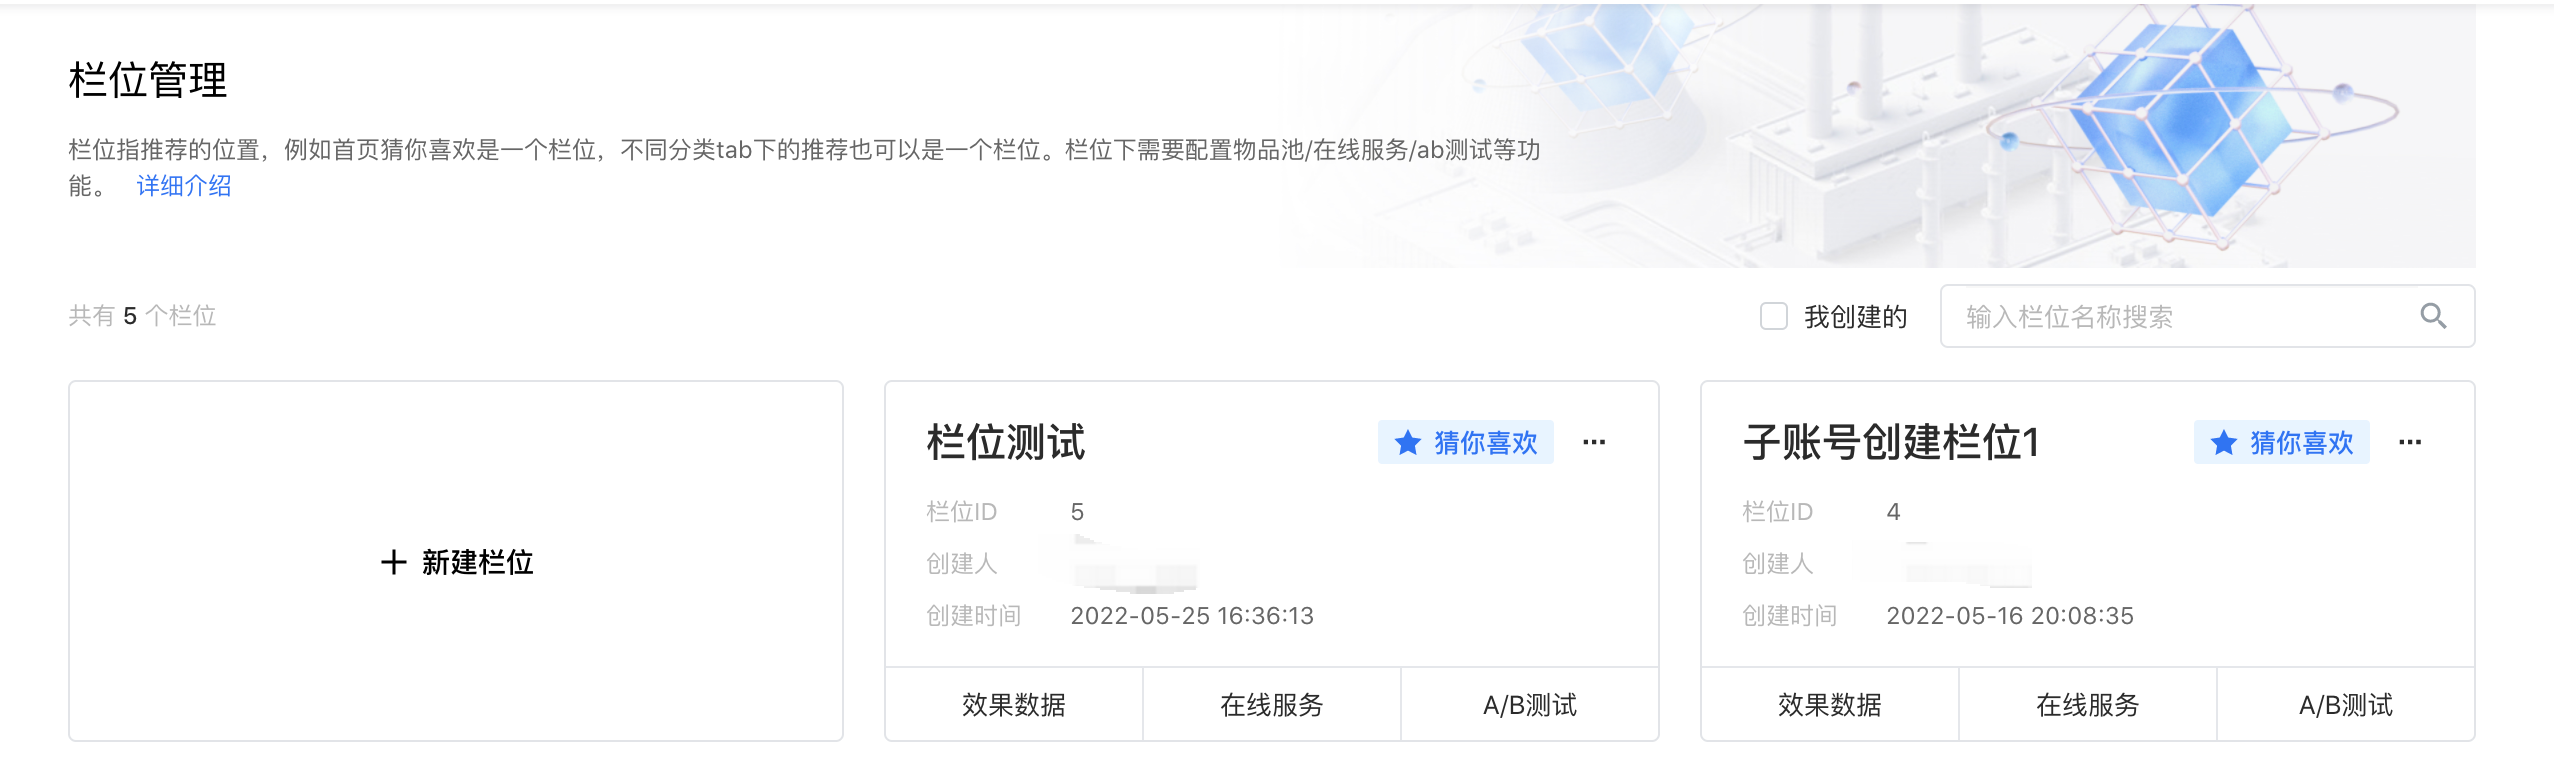 栏位管理
栏位指推荐的位置，例如首页猜你喜欢是一个栏位，不同分类tab下的推荐也可以是一个栏位。栏位下需要配置物品池/在线服务/ab测试等功
能。 详细介绍
共有 5 个栏位
我创建的
输入栏位名称搜索
新建栏位
栏位测试
猜你喜欢
栏位ID 5
创建人
创建时间 2022-05-25 16:36:13
效果数据 在线服务 A/B测试
子账号创建栏位1
猜你喜欢
栏位ID 4
创建人
创建时间 2022-05-16 20:08:35
效果数据 在线服务 A/B测试